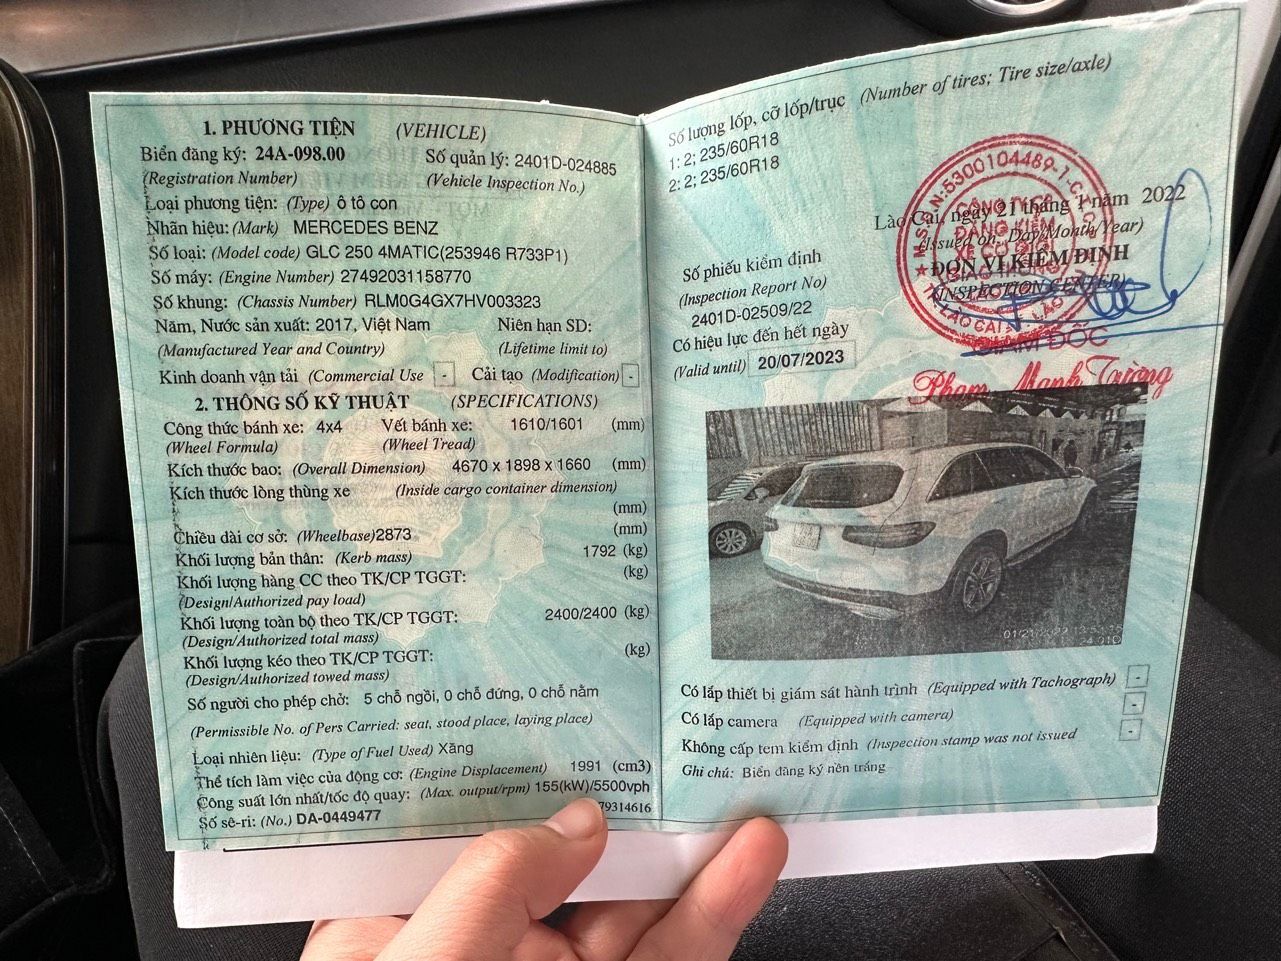 1. PHƯƠNG TIỆN (VEHICLE)
Biển đăng ký: 24A-098.00 Số quản lý: 2401D-024885
(Registration Number) (Vehicle Inspection No.)
Loại phương tiện: (Type) ô tô con
Nhãn hiệu: (Mark) MERCEDES BENZ
Số loại: (Model code) GLC 250 4MATIC(253946 R733P1)
Số máy: (Engine Number) 27492031158770
Số khung: (Chassis Number) RLM0G4GX7HV003323
Năm, Nước sản xuất: 2017, Việt Nam Niên hạn SD:
(Manufactured Year and Country) (Lifetime limit to)
Kinh doanh vận tải (Commercial Use - Cải tạo (Modification) -
2. THÔNG SỐ KỸ THUẬT (SPECIFICATIONS)
Công thức bánh xe: 4x4 Vết bánh xe: 1610/1601 (mm)
(Wheel Formula) (Wheel Tread)
Kích thước bao: (Overall Dimension) 4670 x 1898 x 1660 (mm)
Kích thước lòng thùng xe (Inside cargo container dimension)
(mm)
Chiều dài cơ sở: (Wheelbase)2873 (mm)
Khối lượng bản thân: (Kerb mass) 1792 (kg)
Khối lượng hàng CC theo TK/CP TGGT: (kg)
(Design/Authorized pay load)
Khối lượng toàn bộ theo TK/CP TGGT: 2400/2400 (kg)
(Design/Authorized total mass)
Khối lượng kéo theo TK/CP TGGT: (kg)
(Design/Authorized towed mass)
Số người cho phép chở: 5 chỗ ngồi, 0 chỗ đứng, 0 chỗ nằm
(Permissible No. of Pers Carried: seat, stood place, laying place)
Loại nhiên liệu: (Type of Fuel Used) Xăng
Thể tích làm việc của động cơ: (Engine Displacement) 1991 (cm3)
Công suất lớn nhất/tốc độ quay: (Max. output/rpm) 155(kW)/5500vph
Số sê-ri: (No.) DA-0449477 79314616
Số lượng lốp, cỡ lốp/trục (Number of tires; Tire size/axle)
1: 2; 235/60R18
2: 2; 235/60R18
Lào Cai, ngày 21 tháng 1 năm 2022
(Issued on: Day/Month/Year)
ĐƠN VỊ KIỂM ĐỊNH
(INSPECTION CENTER)
M.S.D.N:5300104489-1
CÔNG TY CP
ĐĂNG KIỂM
XE CƠ GIỚI
GIAO THÔNG
LÀO CAI
GIÁM ĐỐC
Phạm Mạnh Trường
Số phiếu kiểm định
(Inspection Report No)
2401D-02509/22
Có hiệu lực đến hết ngày
(Valid until) 20/07/2023
Có lắp thiết bị giám sát hành trình (Equipped with Tachograph) -
Có lắp camera (Equipped with camera) -
Không cấp tem kiểm định (Inspection stamp was not issued -
Ghi chú: Biển đăng ký nền trắng